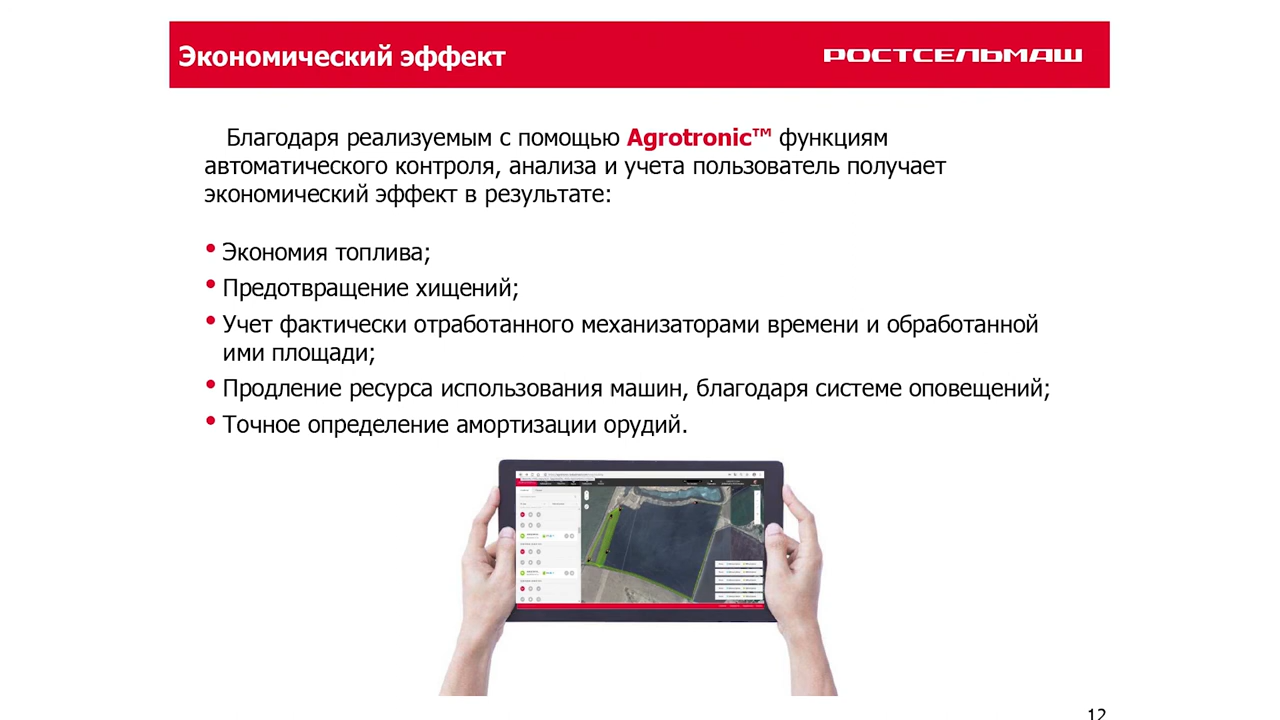 Экономический эффект
РОСТСЕЛЬМАШ
Благодаря реализуемым с помощью Agrotronic™ функциям
автоматического контроля, анализа и учета пользователь получает
экономический эффект в результате:
• Экономия топлива;
• Предотвращение хищений;
• Учет фактически отработанного механизаторами времени и обработанной
ими площади;
• Продление ресурса использования машин, благодаря системе оповещений;
• Точное определение амортизации орудий.
12